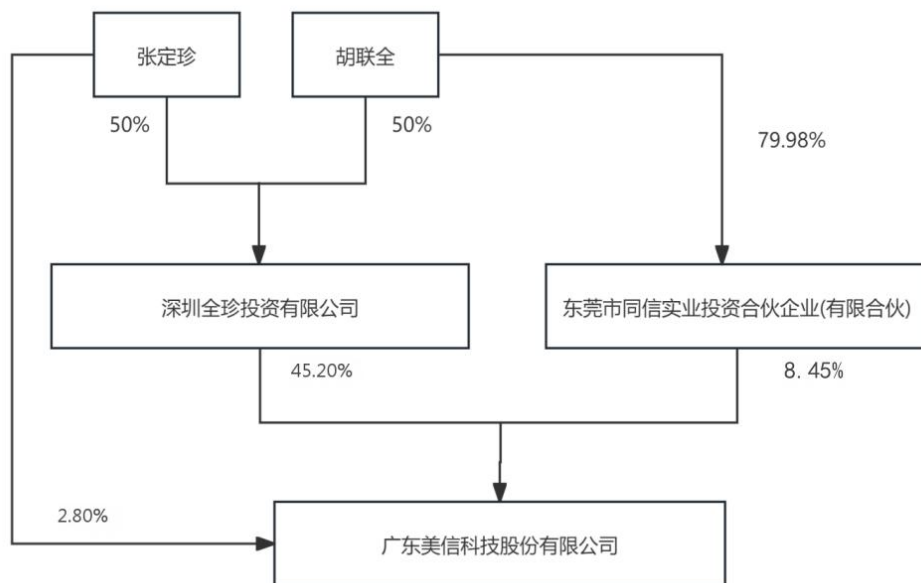 张定珍
胡联全
50%
50%
79.98%
深圳全珍投资有限公司
东莞市同信实业投资合伙企业(有限合伙)
45.20%
8.45%
2.80%
广东美信科技股份有限公司